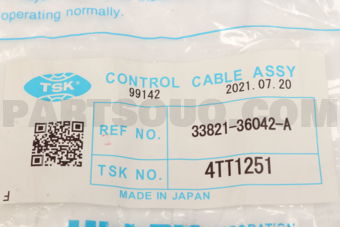 operating normally.
TSK
CONTROL CABLE ASSY
99142
2021.07.20
PARTSOUQ.COM
REF NO.
33821-36042-A
TSK NO.
4TT1251
MADE IN JAPAN
F